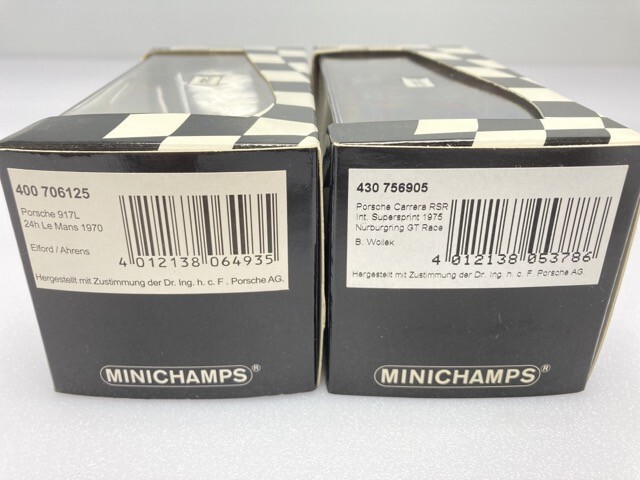 400 706125
Porsche 917L
24h Le Mans 1970
Elford / Ahrens
4 012138 064935
Hergestellt mit Zustimmung der Dr. Ing. h. c. F . Porsche AG.
MINICHAMPS®
430 756905
Porsche Carrera RSR
Int. Supersprint 1975
Nürburgring GT Race
B. Wollek
4 012138 053786
Hergestellt mit Zustimmung der Dr. Ing. h. c. F. Porsche AG.
MINICHAMPS®